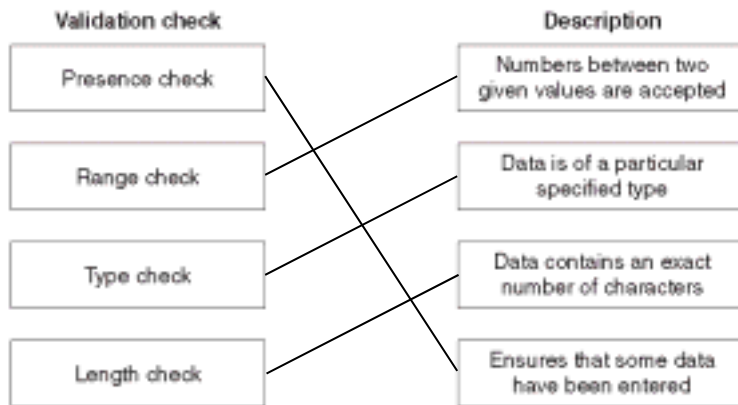 Validation check
Description
Presence check
Numbers between two
given values are accepted
Range check
Data is of a particular
specified type
Type check
Data contains an exact
number of characters
Length check
Ensures that some data
have been entered